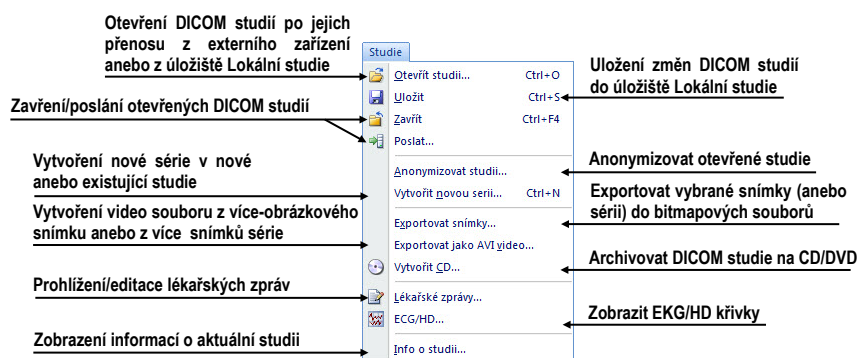 Otevření DICOM studií po jejich
přenosu z externího zařízení
anebo z úložiště Lokální studie
Zavření/poslání otevřených DICOM studií
Vytvoření nové série v nové
anebo existující studie
Vytvoření video souboru z více-obrázkového
snímku anebo z více snímků série
Prohlížení/editace lékařských zpráv
Zobrazení informací o aktuální studii
Studie
Otevřít studii... Ctrl+O
Uložit Ctrl+S
Zavřít Ctrl+F4
Poslat...
Anonymizovat studii...
Vytvořit novou serii... Ctrl+N
Exportovat snímky...
Exportovat jako AVI video...
Vytvořit CD...
Lékařské zprávy...
ECG/HD...
Info o studii...
Uložení změn DICOM studií
do úložiště Lokální studie
Anonymizovat otevřené studie
Exportovat vybrané snímky (anebo
sérii) do bitmapových souborů
Archivovat DICOM studie na CD/DVD
Zobrazit EKG/HD křivky